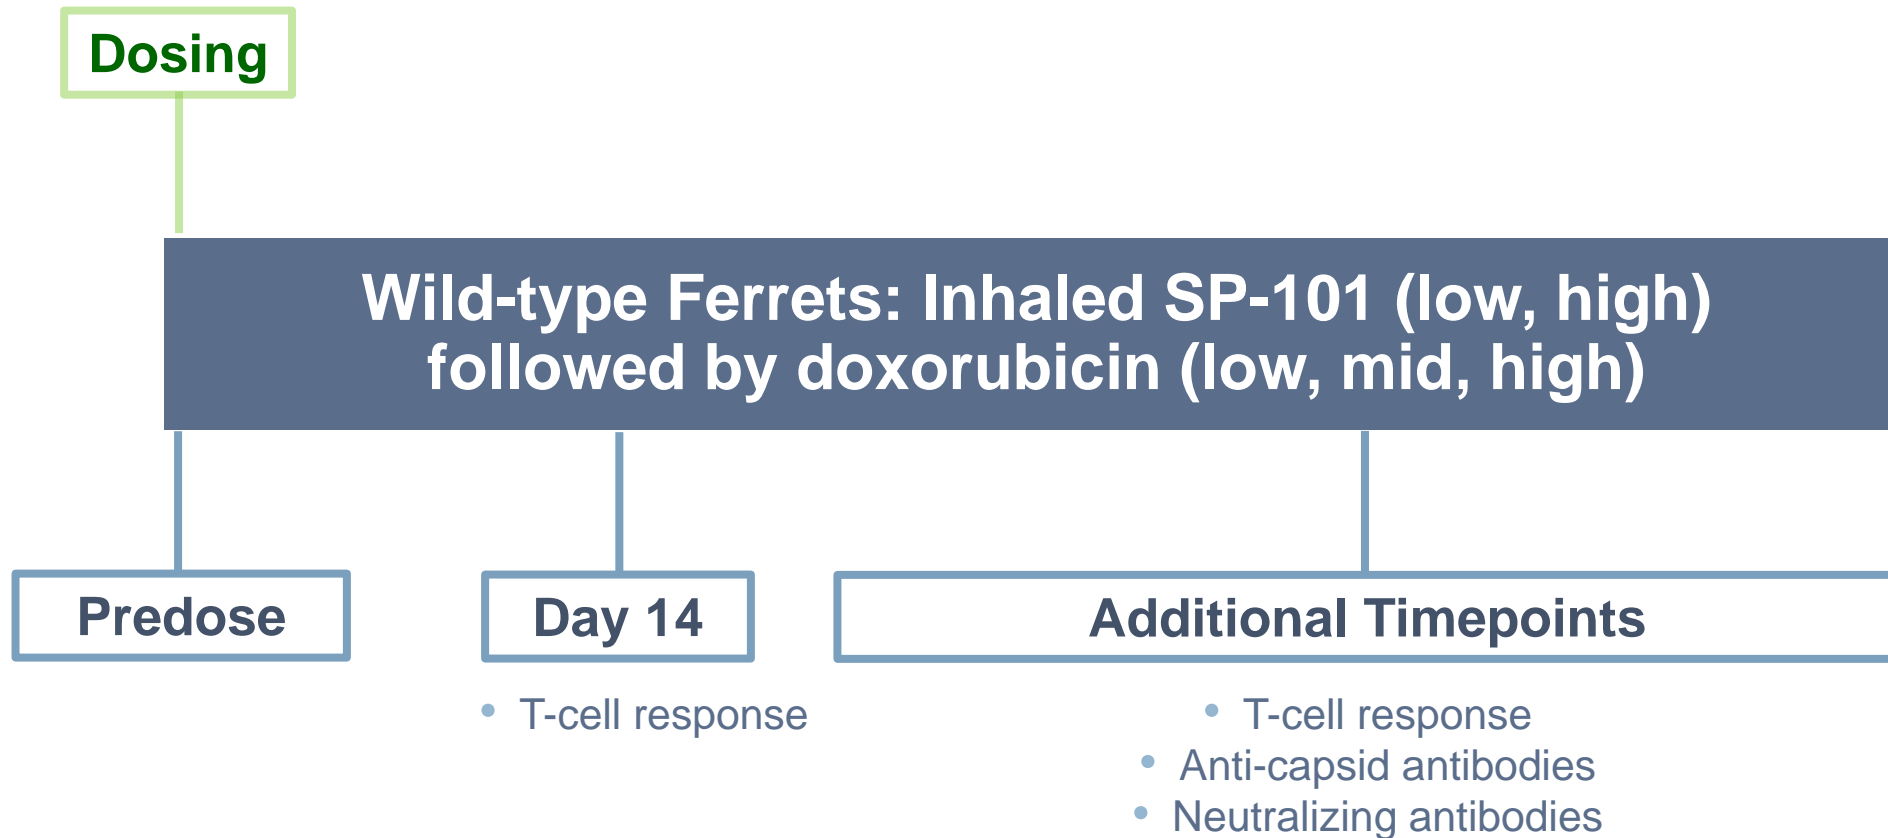 Dosing
Wild-type Ferrets: Inhaled SP-101 (low, high)
followed by doxorubicin (low, mid, high)
Predose
Day 14
Additional Timepoints
• T-cell response
• T-cell response
• Anti-capsid antibodies
• Neutralizing antibodies